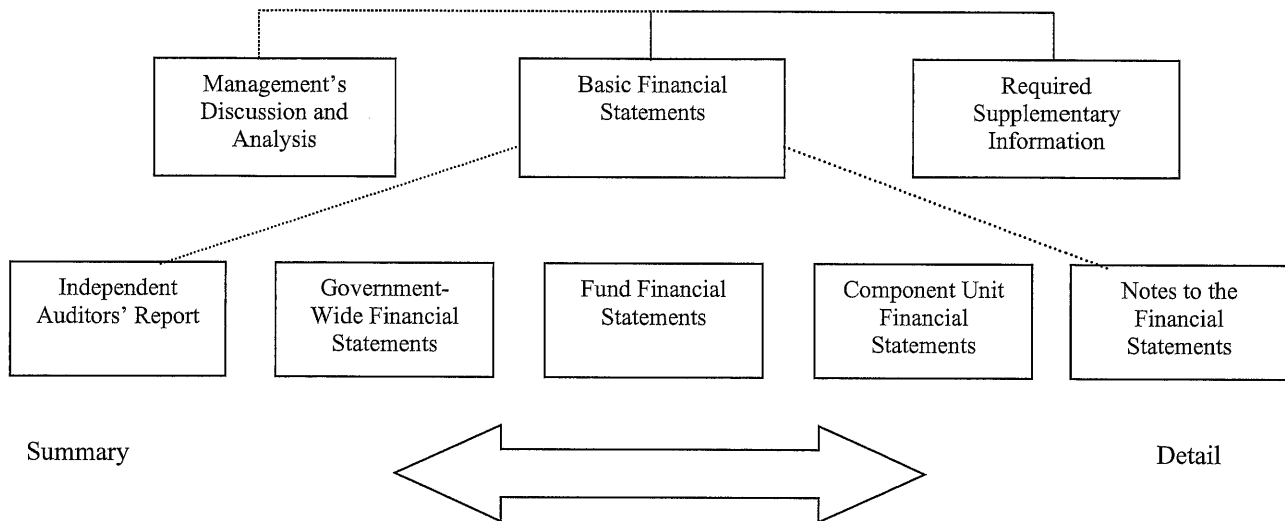 Management's
Discussion and
Analysis
Basic Financial
Statements
Required
Supplementary
Information
Independent
Auditors' Report
Government-
Wide Financial
Statements
Fund Financial
Statements
Component Unit
Financial
Statements
Notes to the
Financial
Statements
Summary
Detail